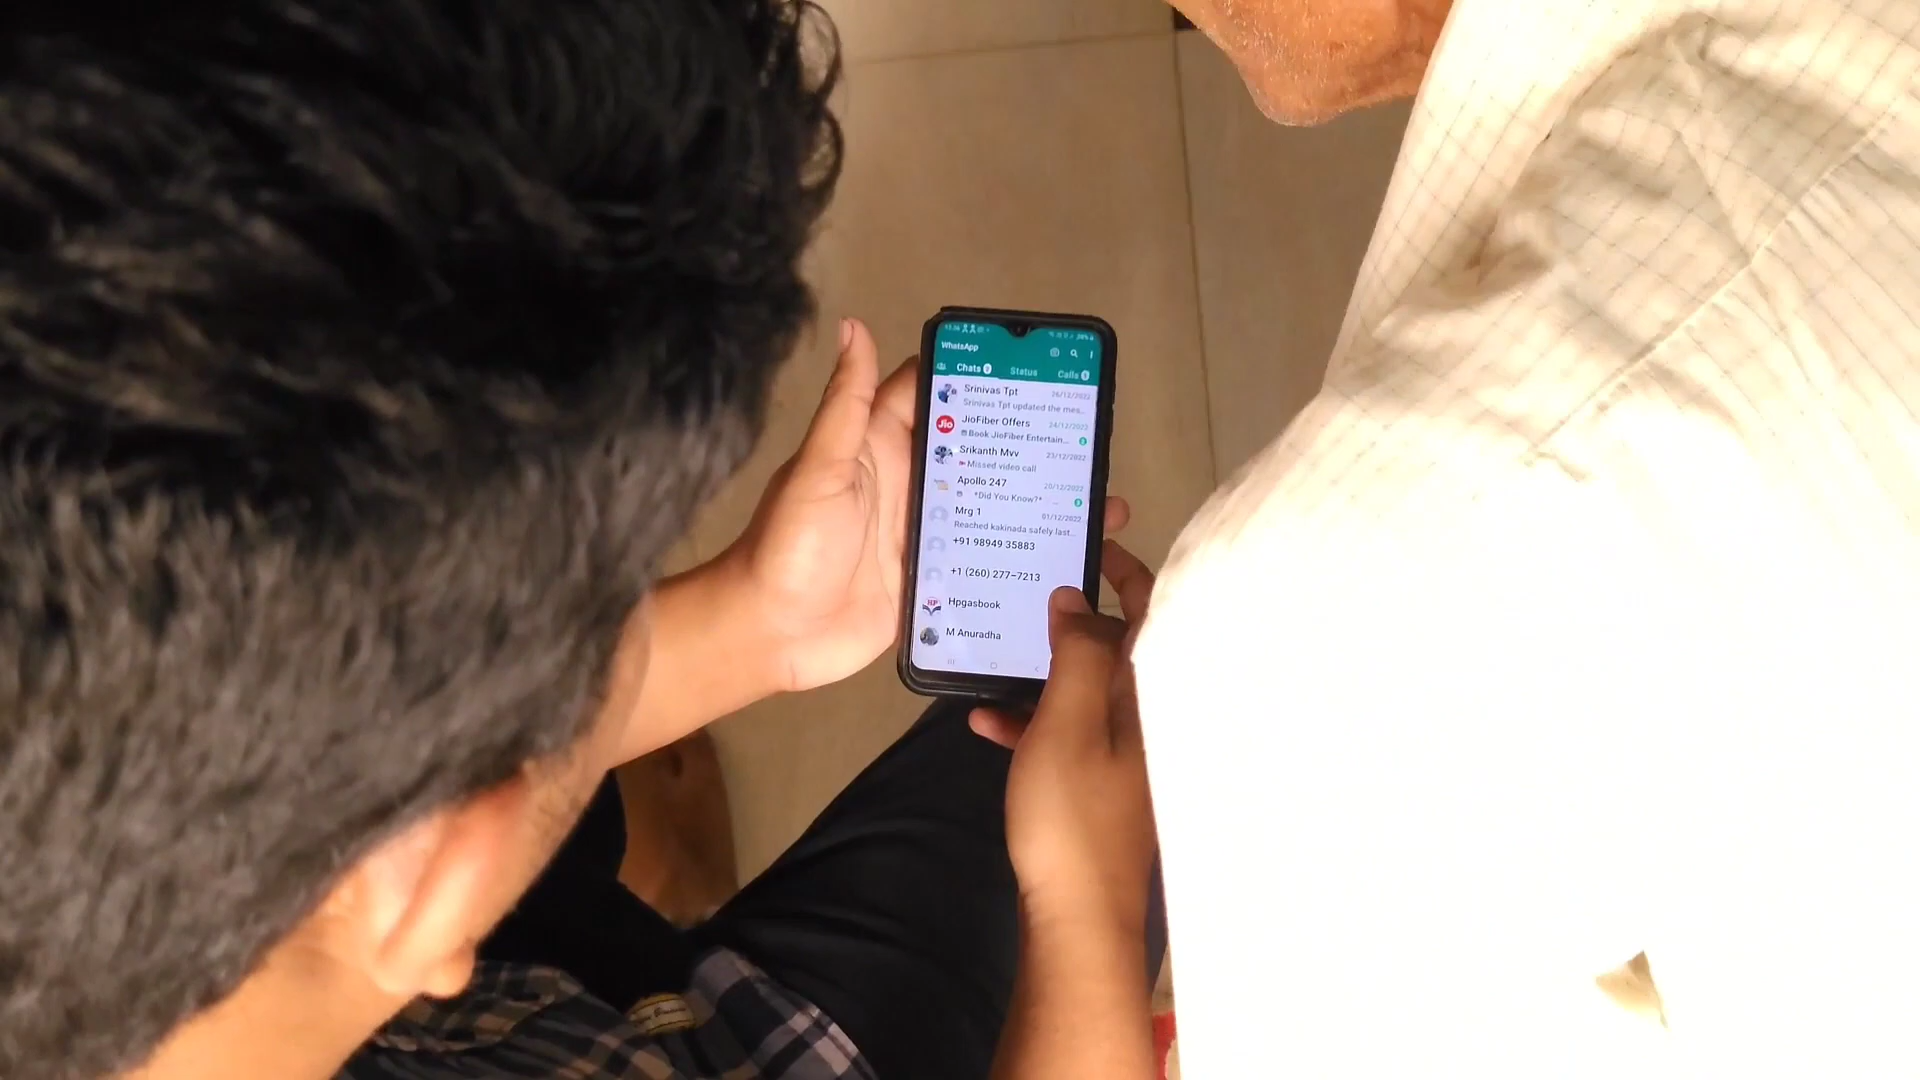 WhatsApp
Chats Status Calls
Srinivas Tpt 26/12/2022
Srinivas Tpt updated the mes...
Jio
JioFiber Offers 24/12/2022
Book JioFiber Entertain...
Srikanth Mvv 23/12/2022
Missed video call
Apollo 247 20/12/2022
*Did You Know?* ...
Mrg 1 01/12/2022
Reached kakinada safely last...
+91 98949 35883
+1 (260) 277-7213
HP
Hpgasbook
M Anuradha